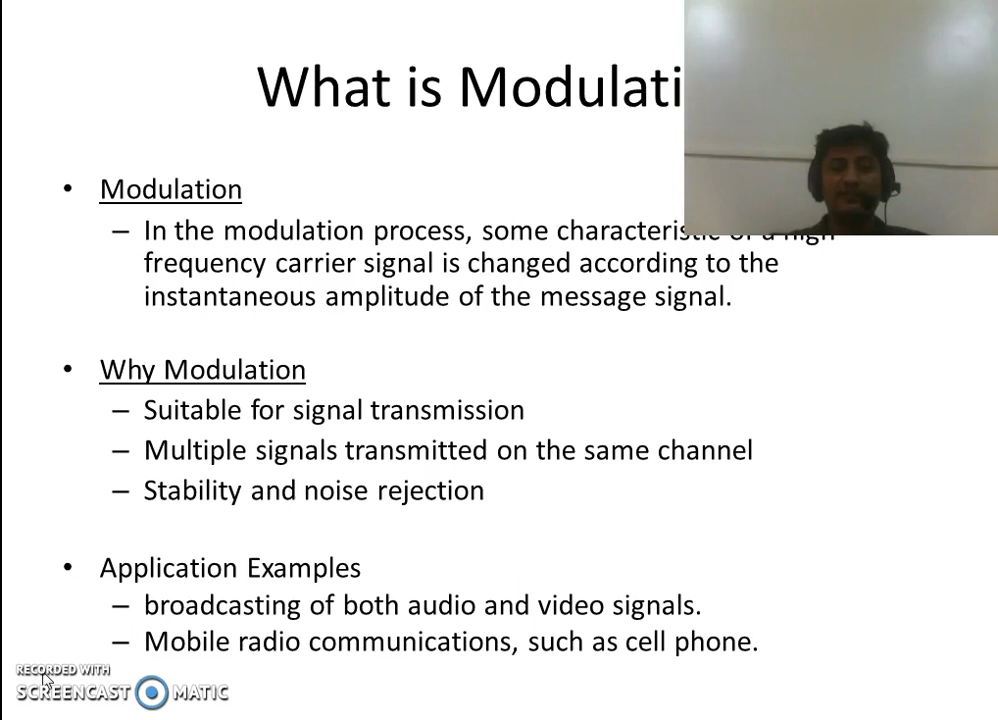 What is Modulati
• Modulation
– In the modulation process, some characteristic of a high
frequency carrier signal is changed according to the
instantaneous amplitude of the message signal.
• Why Modulation
– Suitable for signal transmission
– Multiple signals transmitted on the same channel
– Stability and noise rejection
• Application Examples
– broadcasting of both audio and video signals.
– Mobile radio communications, such as cell phone.
RECORDED WITH
SCREENCAST MATIC